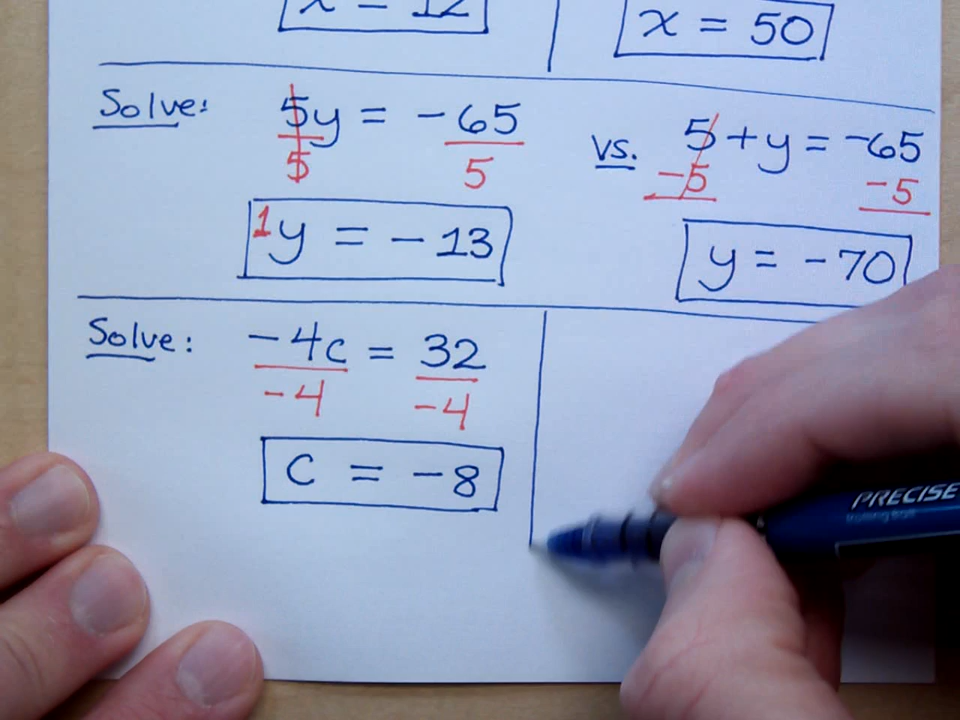 x = 12
x = 50
Solve: 5y = -65 vs. 5 + y = -65
5 5 -5 -5
1y = -13 y = -70
Solve: -4c = 32
-4 -4
c = -8
PRECISE